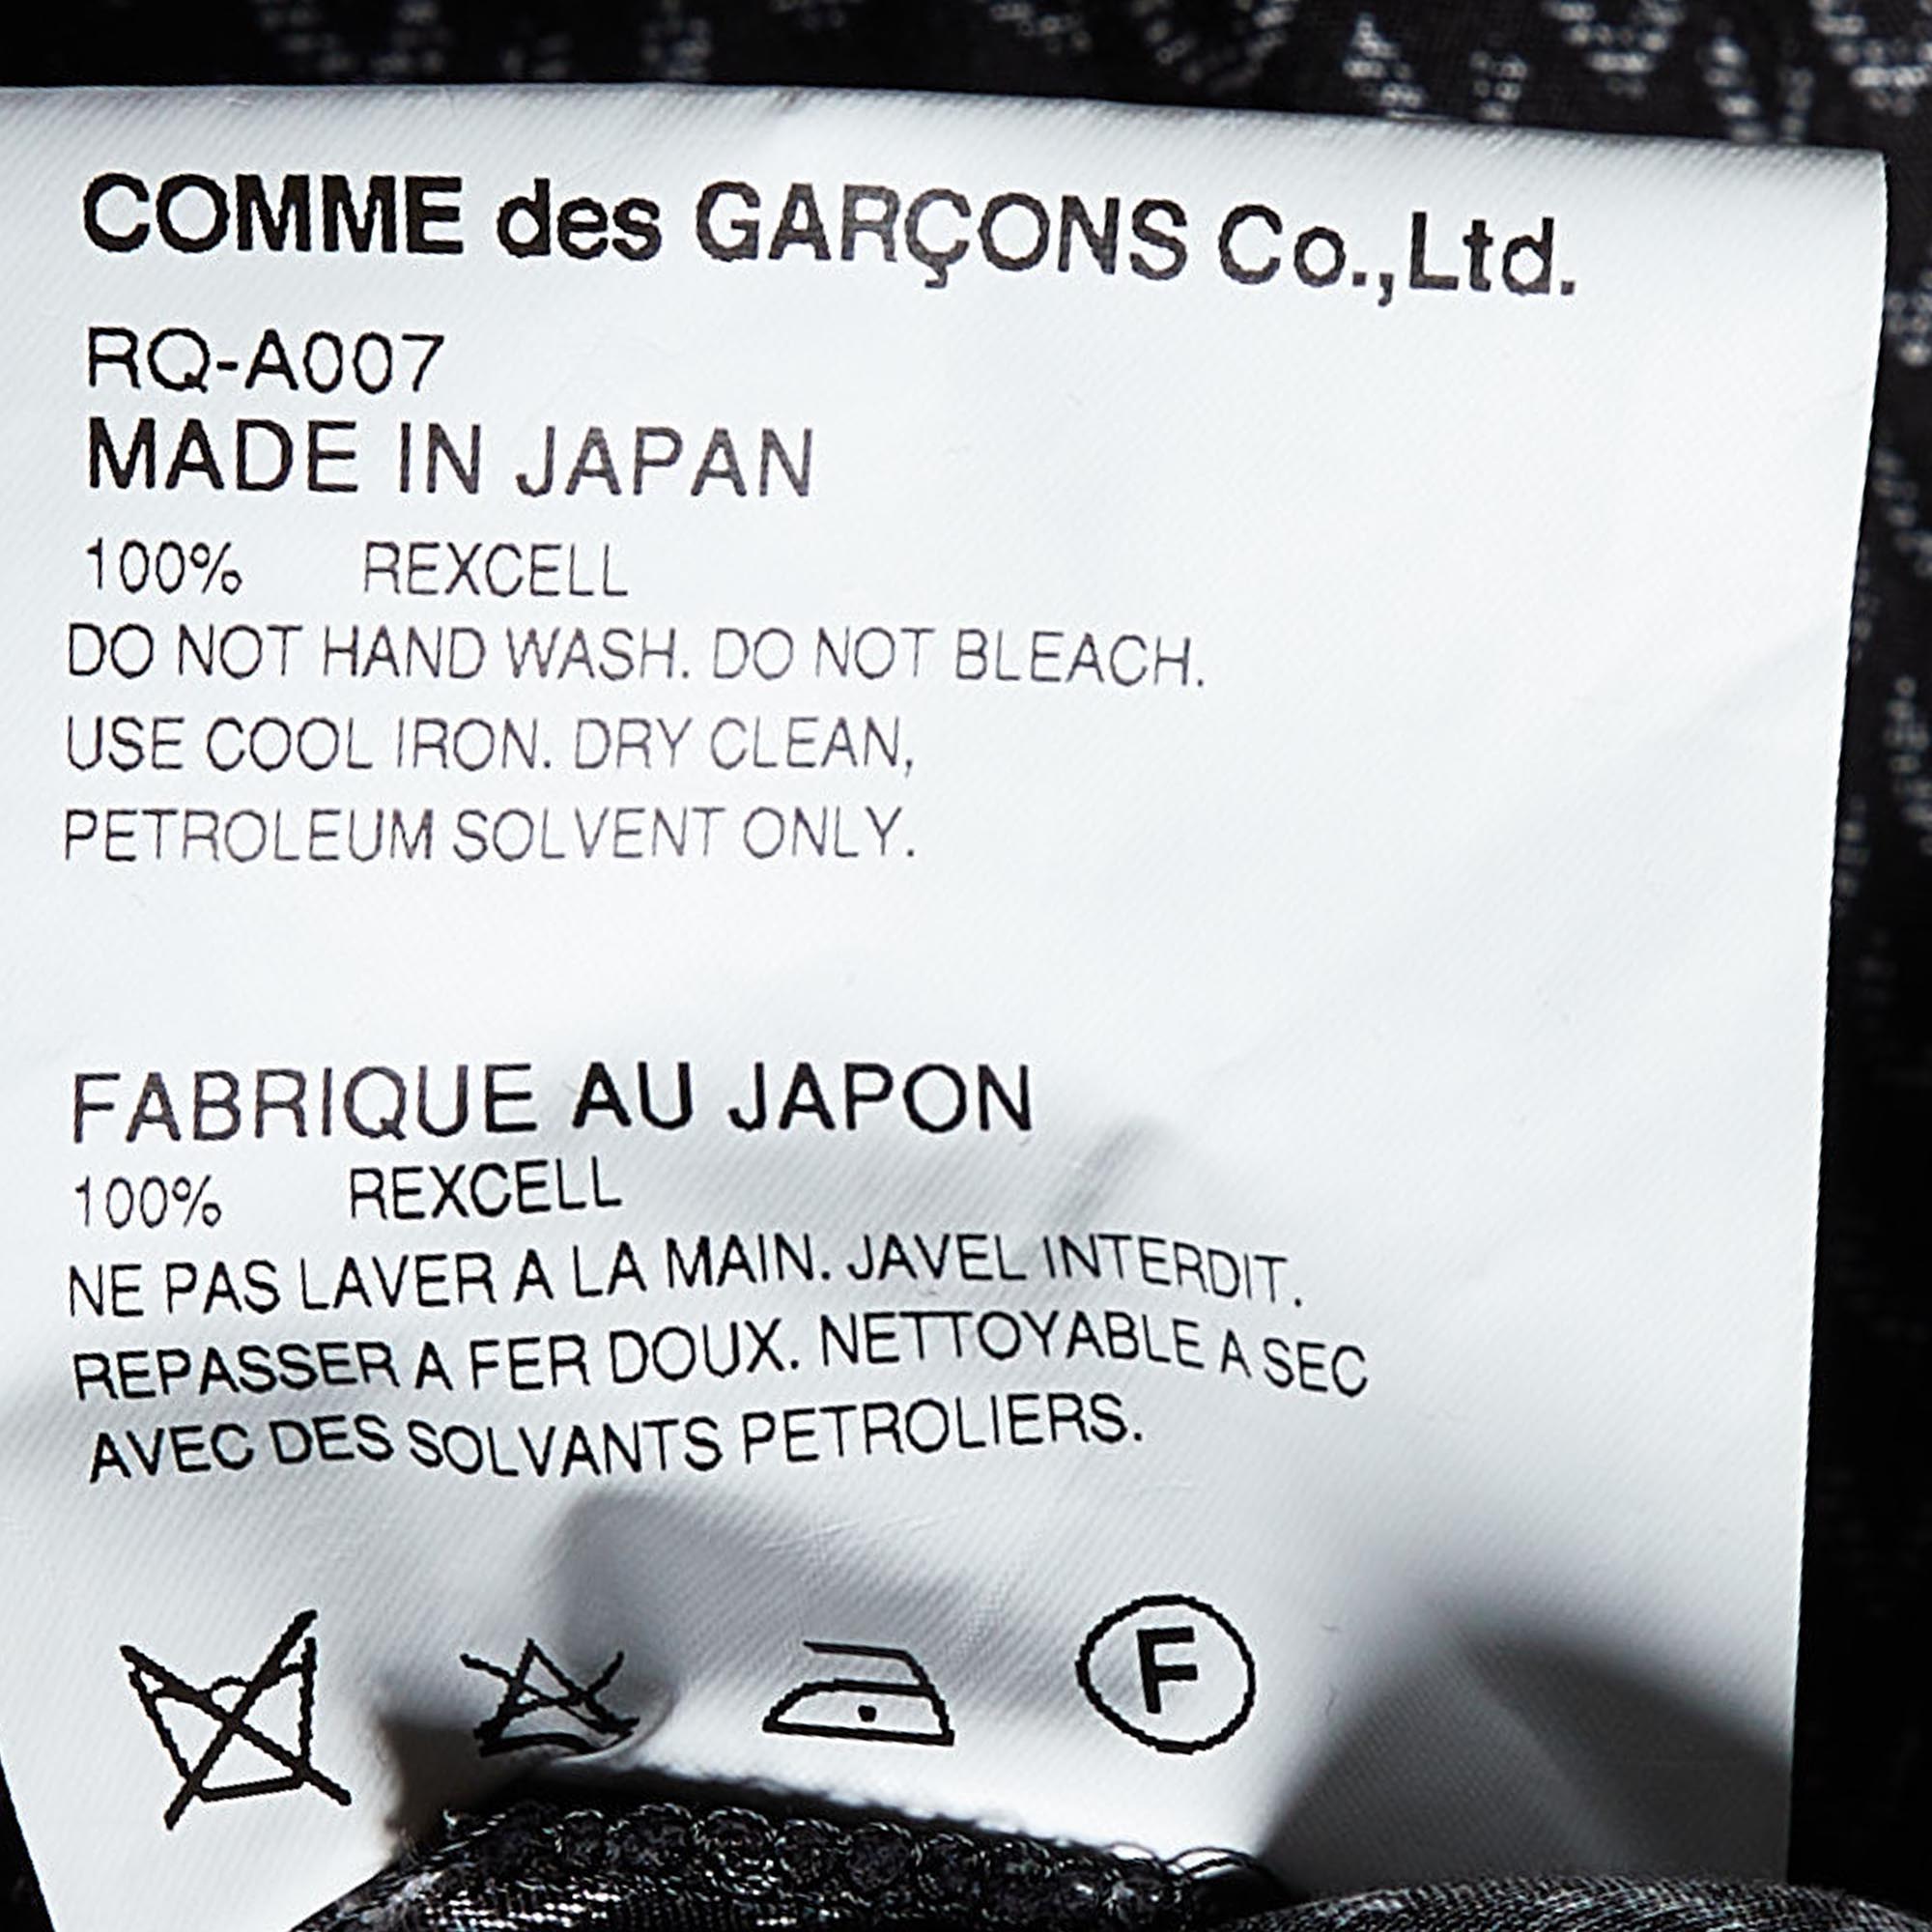 COMME des GARÇONS Co.,Ltd.
RQ-A007
MADE IN JAPAN
100% REXCELL
DO NOT HAND WASH. DO NOT BLEACH.
USE COOL IRON. DRY CLEAN,
PETROLEUM SOLVENT ONLY.
FABRIQUE AU JAPON
100% REXCELL
NE PAS LAVER A LA MAIN. JAVEL INTERDIT.
REPASSER A FER DOUX. NETTOYABLE A SEC
AVEC DES SOLVANTS PETROLIERS.
F